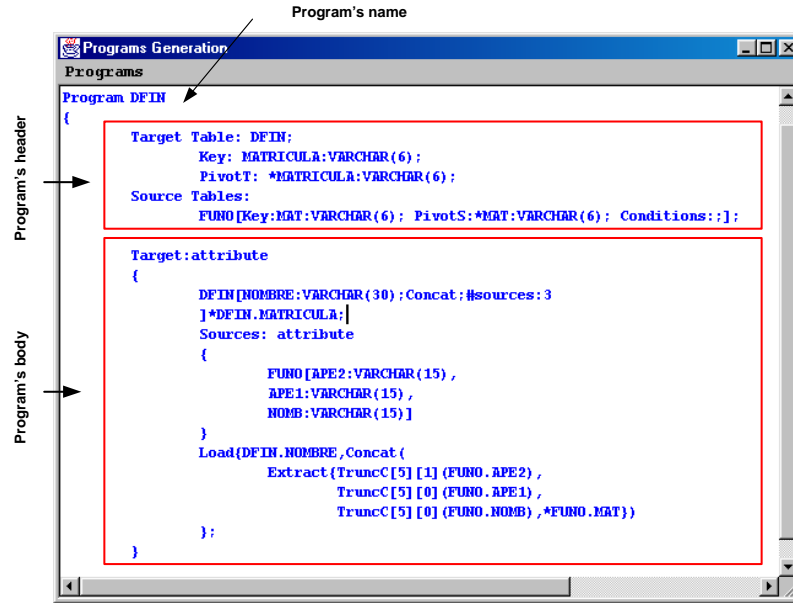 Program's name
Programs Generation
Programs
Program DFIN
{
Program's header
Target Table: DFIN;
Key: MATRICULA:VARCHAR(6);
PivotT: *MATRICULA:VARCHAR(6);
Source Tables:
FUNO[Key:MAT:VARCHAR(6); PivotS:*MAT:VARCHAR(6); Conditions:;];
Program's body
Target:attribute
{
DFIN[NOMBRE:VARCHAR(30);Concat;#sources:3
]*DFIN.MATRICULA;
Sources: attribute
{
FUNO[APE2:VARCHAR(15),
APE1:VARCHAR(15),
NOMB:VARCHAR(15)]
}
Load{DFIN.NOMBRE,Concat(
Extract{TruncC[5][1](FUNO.APE2),
TruncC[5][0](FUNO.APE1),
TruncC[5][0](FUNO.NOMB),*FUNO.MAT})
};
}